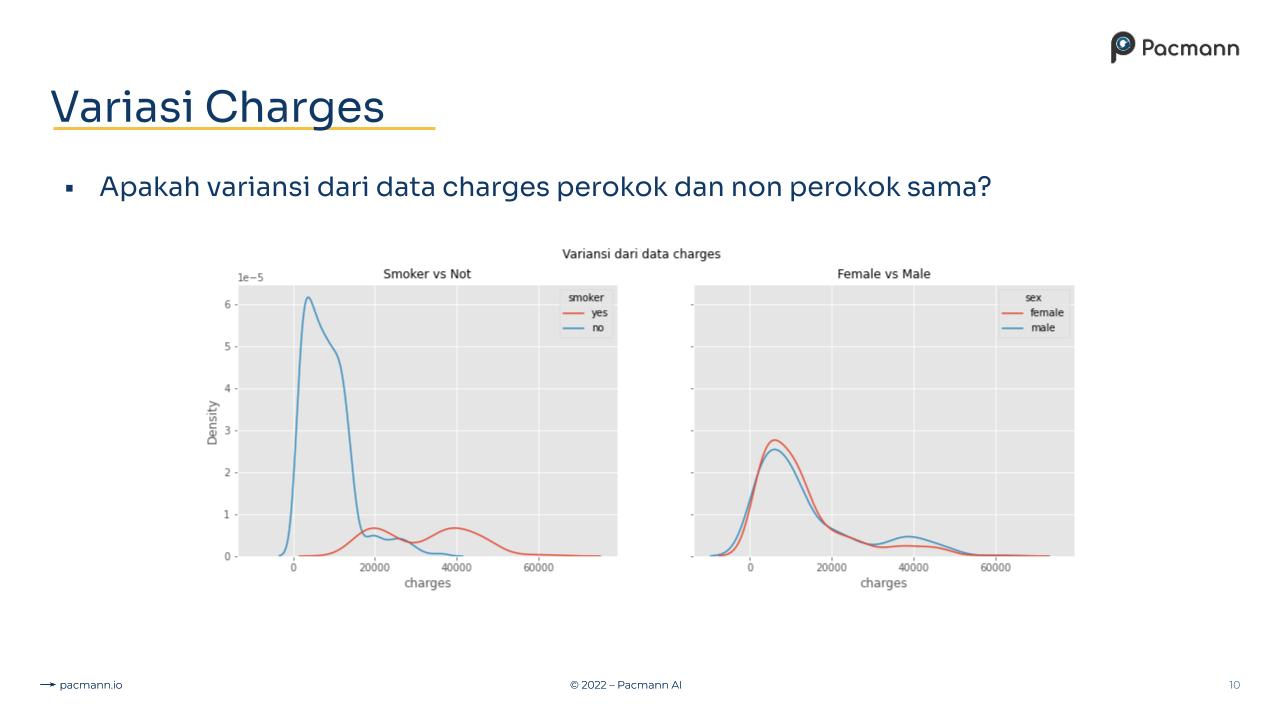 Pacmann
Variasi Charges
▪ Apakah variansi dari data charges perokok dan non perokok sama?
Variansi dari data charges
Smoker vs Not
1e−5
smoker
yes
no
6
5
4
3
2
1
0
Density
0 20000 40000 60000
charges
Female vs Male
sex
female
male
0 20000 40000 60000
charges
pacmann.io
© 2022 – Pacmann AI
10